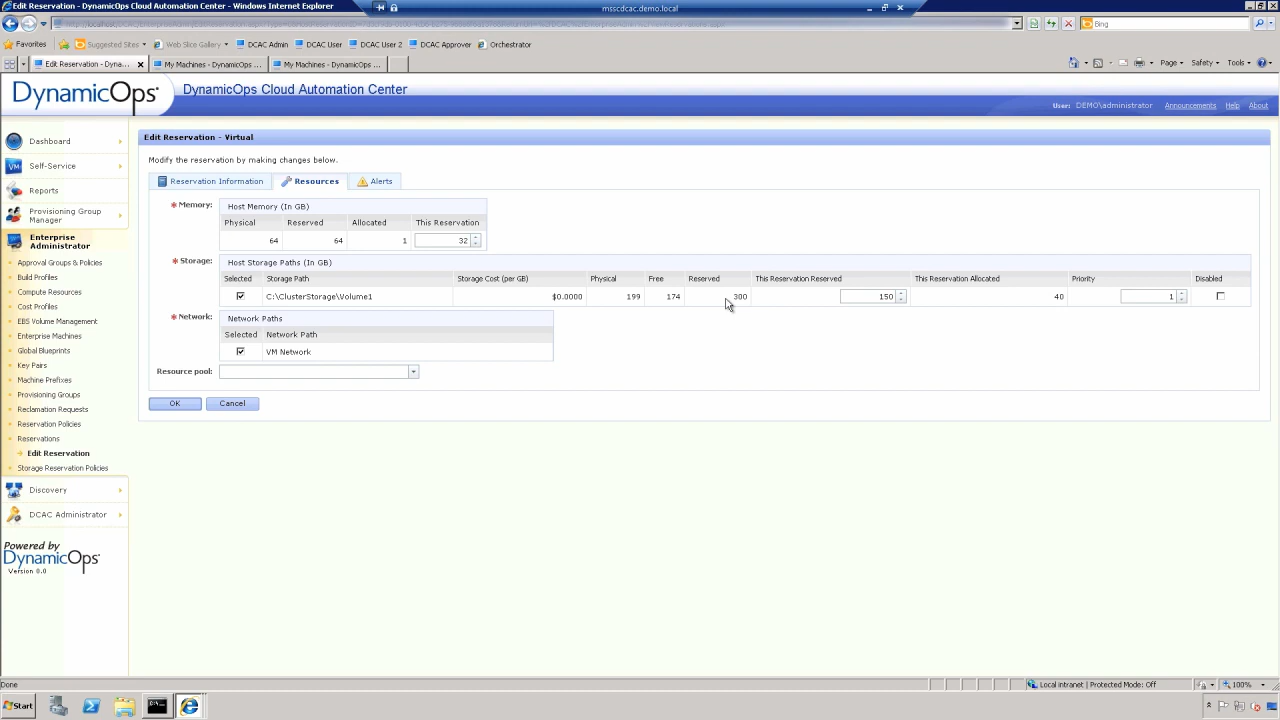 Edit Reservation - DynamicOps Cloud Automation Center - Windows Internet Explorer
msscdcac.demo.local
Bing
Favorites Suggested Sites Web Slice Gallery DCAC Admin DCAC User DCAC User 2 DCAC Approver Orchestrator
Edit Reservation - Dyna... My Machines - DynamicOps ... My Machines - DynamicOps ...
Page Safety Tools
DynamicOps
DynamicOps Cloud Automation Center
User: DEMO\administrator Announcements Help About
Dashboard
Self-Service
Reports
Provisioning Group
Manager
Enterprise
Administrator
Approval Groups & Policies
Build Profiles
Compute Resources
Cost Profiles
EBS Volume Management
Enterprise Machines
Global Blueprints
Key Pairs
Machine Prefixes
Provisioning Groups
Reclamation Requests
Reservation Policies
Reservations
Edit Reservation
Storage Reservation Policies
Discovery
DCAC Administrator
Powered by
DynamicOps
Version 0.0
Edit Reservation - Virtual
Modify the reservation by making changes below.
Reservation Information Resources Alerts
* Memory: Host Memory (In GB)
Physical Reserved Allocated This Reservation
64 64 1 32
* Storage: Host Storage Paths (In GB)
Selected Storage Path Storage Cost (per GB) Physical Free Reserved This Reservation Reserved This Reservation Allocated Priority Disabled
C:\ClusterStorage\Volume1 $0.0000 199 174 300 150 40 1
* Network: Network Paths
Selected Network Path
VM Network
Resource pool:
OK Cancel
Done Local intranet | Protected Mode: Off 100%
Start